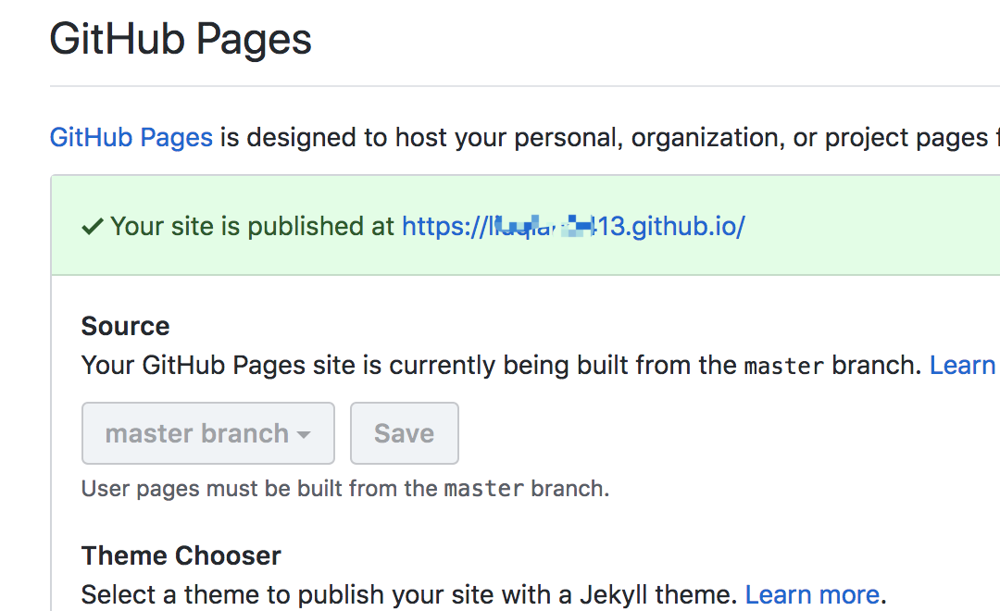 GitHub Pages
GitHub Pages is designed to host your personal, organization, or project pages
Your site is published at https:// 13.github.io/
Source
Your GitHub Pages site is currently being built from the master branch. Learn
master branch
Save
User pages must be built from the master branch.
Theme Chooser
Select a theme to publish your site with a Jekyll theme. Learn more.